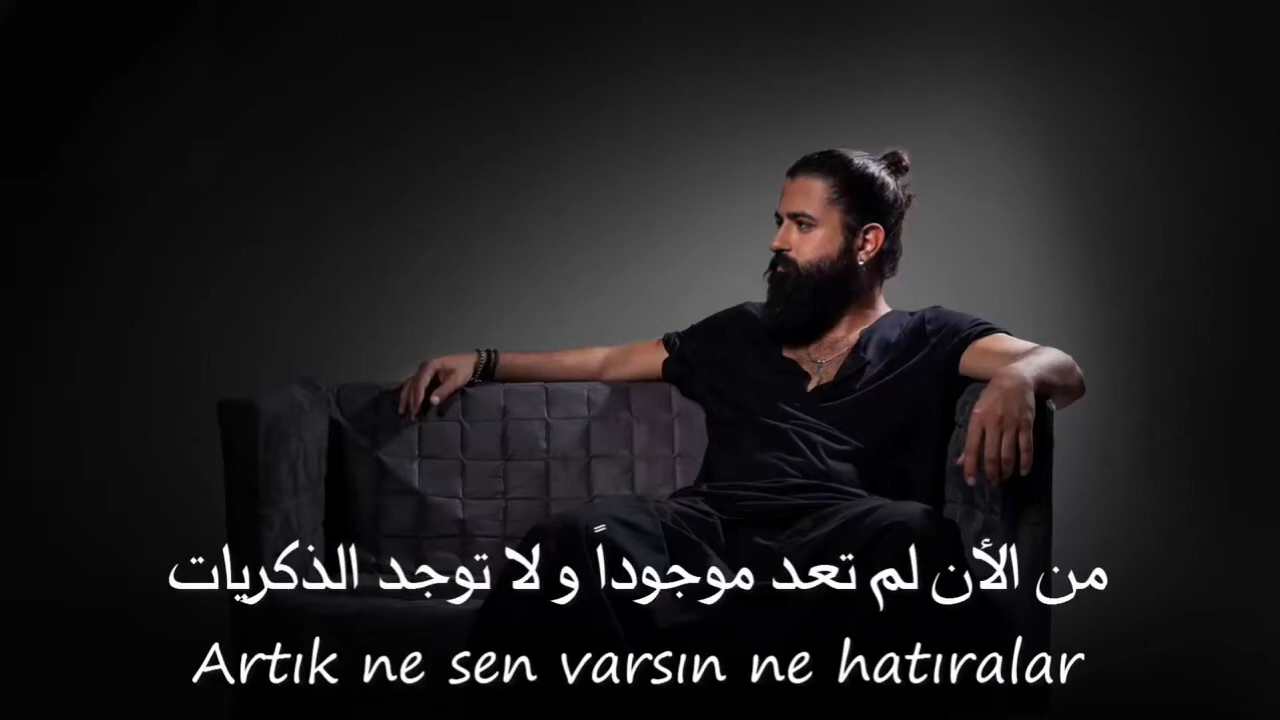 من الأن لم تعد موجوداً و لا توجد الذكريات
Artık ne sen varsın ne hatıralar